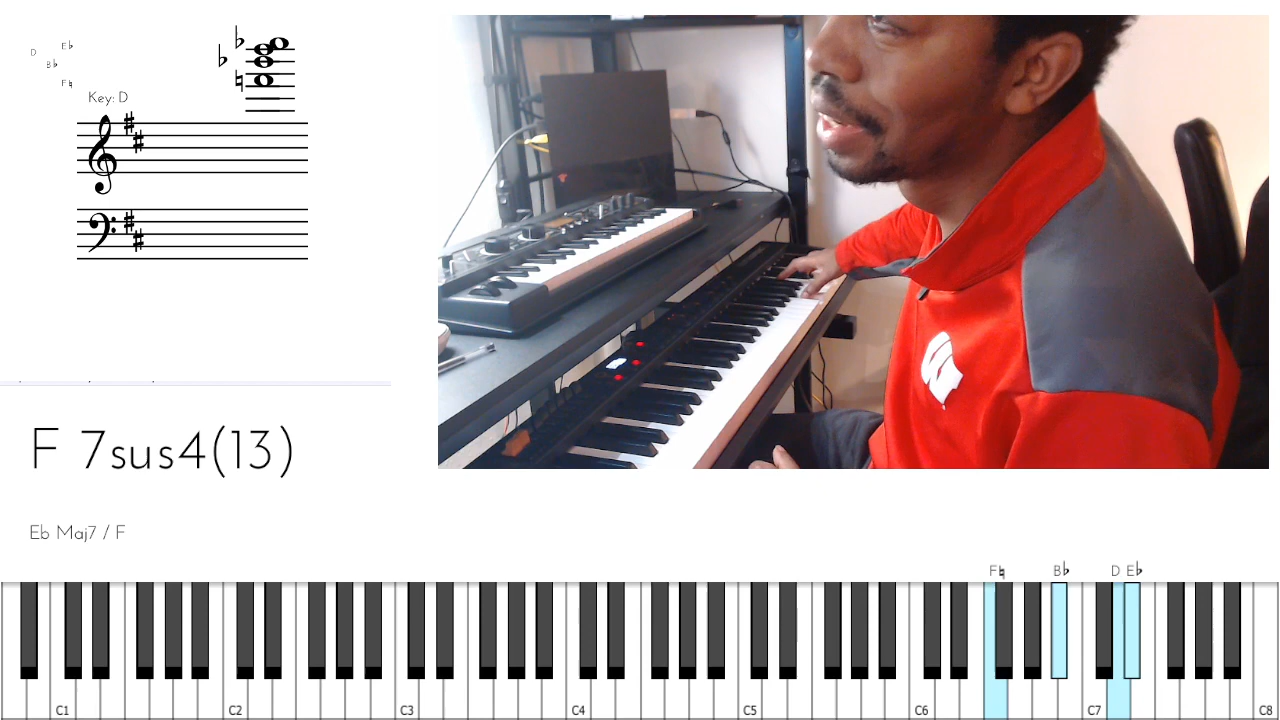 D E♭
B♭
F♮
Key: D
F 7sus4(13)
Eb Maj7 / F
F♮ B♭ D E♭
C1 C2 C3 C4 C5 C6 C7 C8